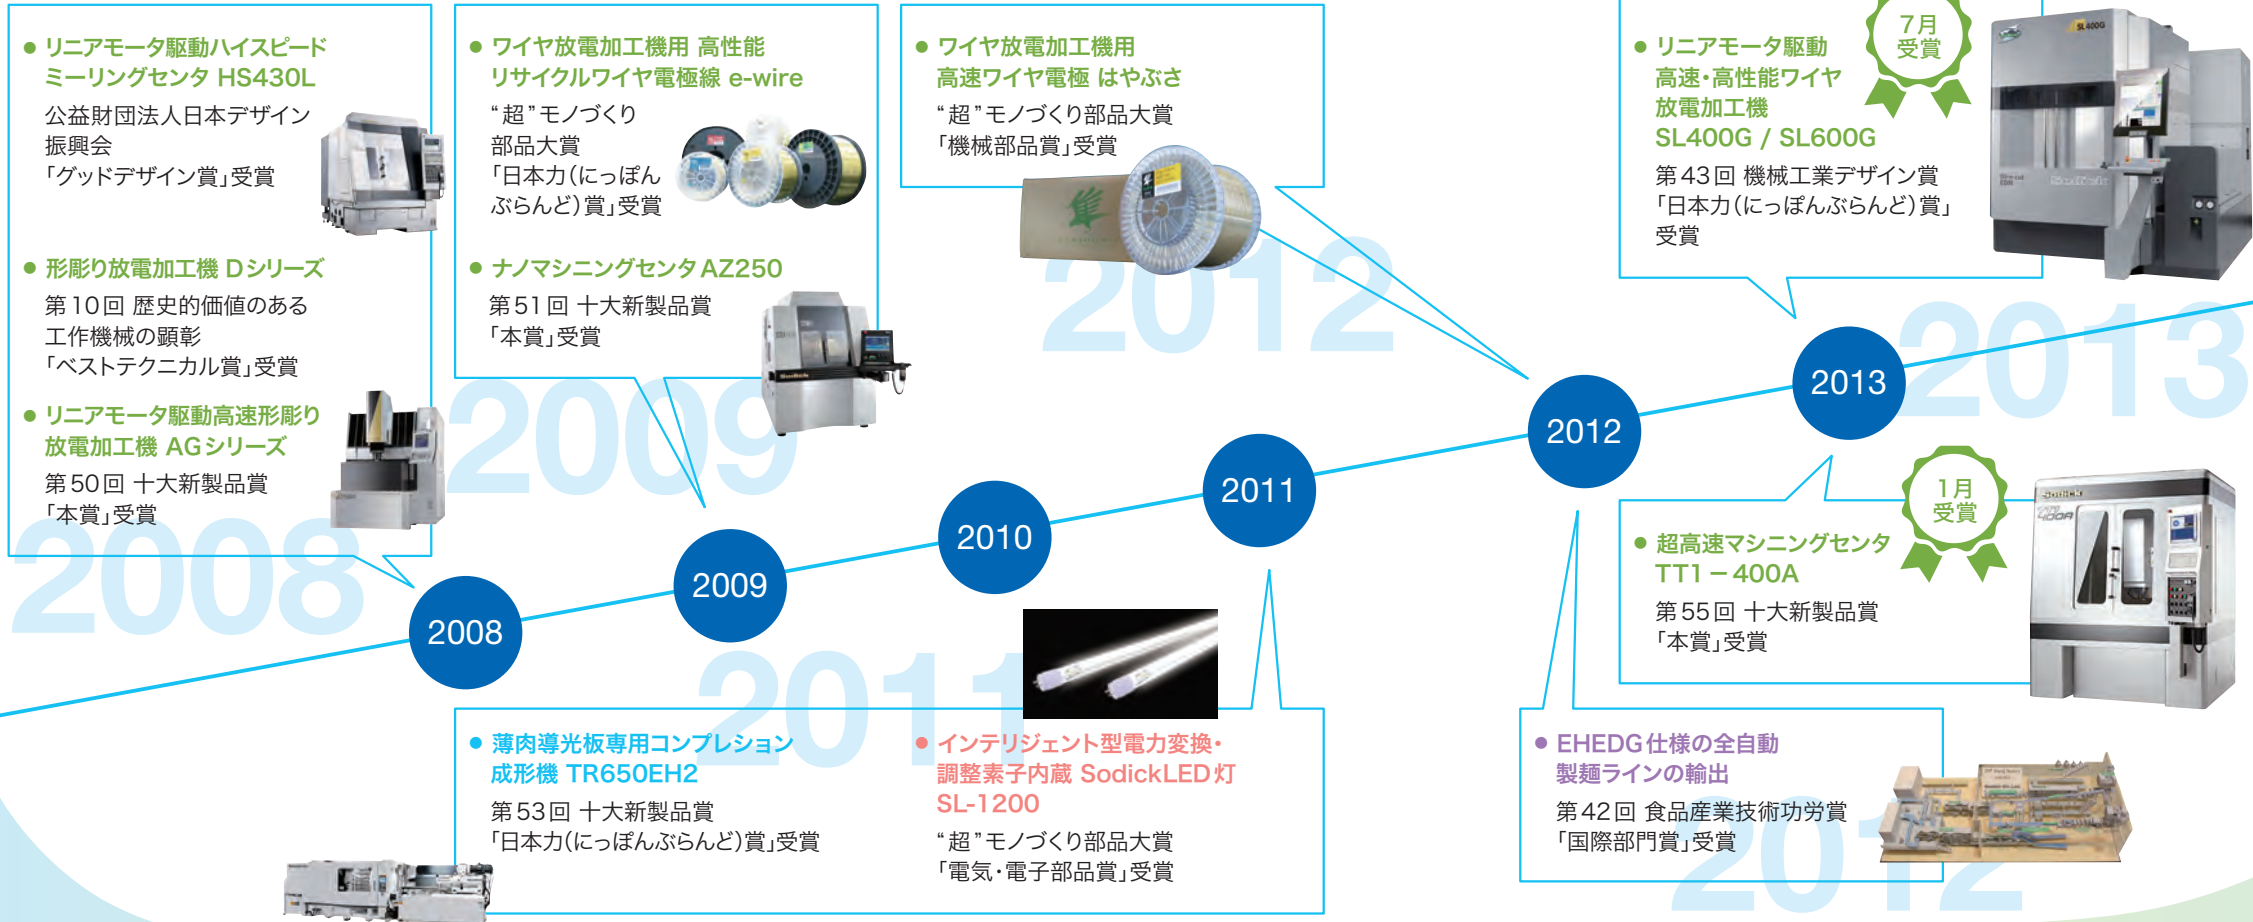 ● リニアモータ駆動ハイスピード
ミーリングセンタ HS430L
公益財団法人日本デザイン
振興会
「グッドデザイン賞」受賞
● 形彫り放電加工機 Dシリーズ
第10回 歴史的価値のある
工作機械の顕彰
「ベストテクニカル賞」受賞
● リニアモータ駆動高速形彫り
放電加工機 AGシリーズ
第50回 十大新製品賞
「本賞」受賞
2008
2008
● ワイヤ放電加工機用 高性能
リサイクルワイヤ電極線 e-wire
“超”モノづくり
部品大賞
「日本力(にっぽん
ぶらんど)賞」受賞
● ナノマシニングセンタAZ250
第51回 十大新製品賞
「本賞」受賞
Sodick
2009
2009
2010
● 薄肉導光板専用コンプレション
成形機 TR650EH2
第53回 十大新製品賞
「日本力(にっぽんぶらんど)賞」受賞
● インテリジェント型電力変換・
調整素子内蔵 SodickLED灯
SL-1200
“超”モノづくり部品大賞
「電気・電子部品賞」受賞
2011
2011
● ワイヤ放電加工機用
高速ワイヤ電極 はやぶさ
“超”モノづくり部品大賞
「機械部品賞」受賞
2012
2012
● EHEDG仕様の全自動
製麺ラインの輸出
第42回 食品産業技術功労賞
「国際部門賞」受賞
2012
● リニアモータ駆動
高速・高性能ワイヤ
放電加工機
SL400G / SL600G
第43回 機械工業デザイン賞
「日本力(にっぽんぶらんど)賞」
受賞
7月
受賞
SL400G
Sodick
2013
2013
● 超高速マシニングセンタ
TT1－400A
第55回 十大新製品賞
「本賞」受賞
1月
受賞
Sodick
TT1
400A